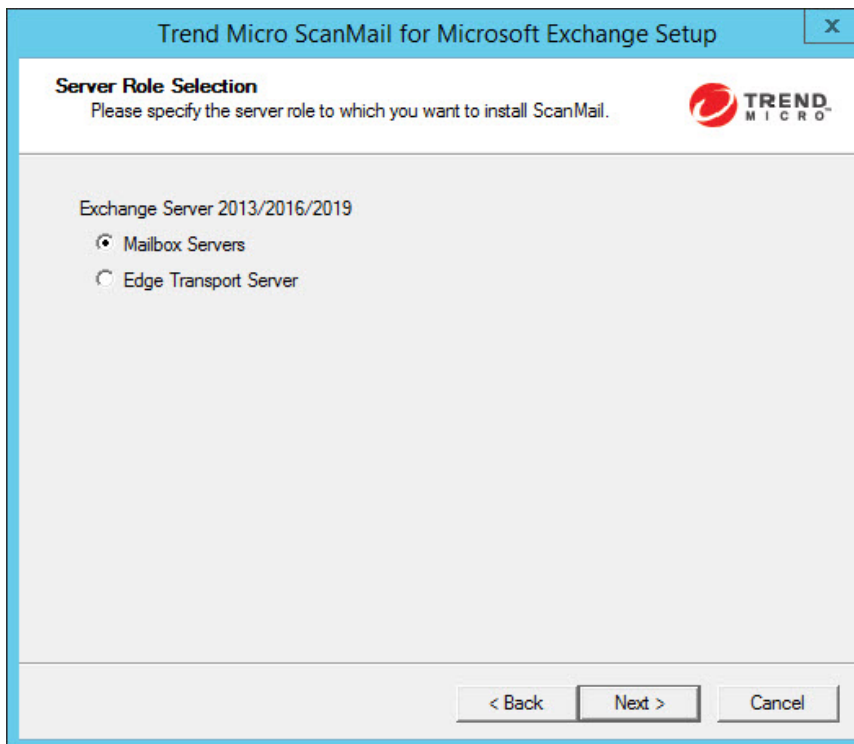 Trend Micro ScanMail for Microsoft Exchange Setup
x
Server Role Selection
Please specify the server role to which you want to install ScanMail.
TREND
MICRO™
Exchange Server 2013/2016/2019
Mailbox Servers
Edge Transport Server
< Back
Next >
Cancel